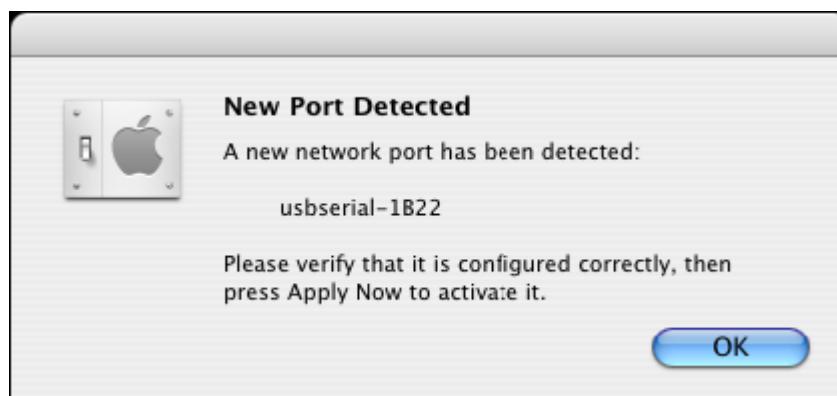 New Port Detected
A new network port has been detected:
usbserial-1B22
Please verify that it is configured correctly, then
press Apply Now to activate it.
OK